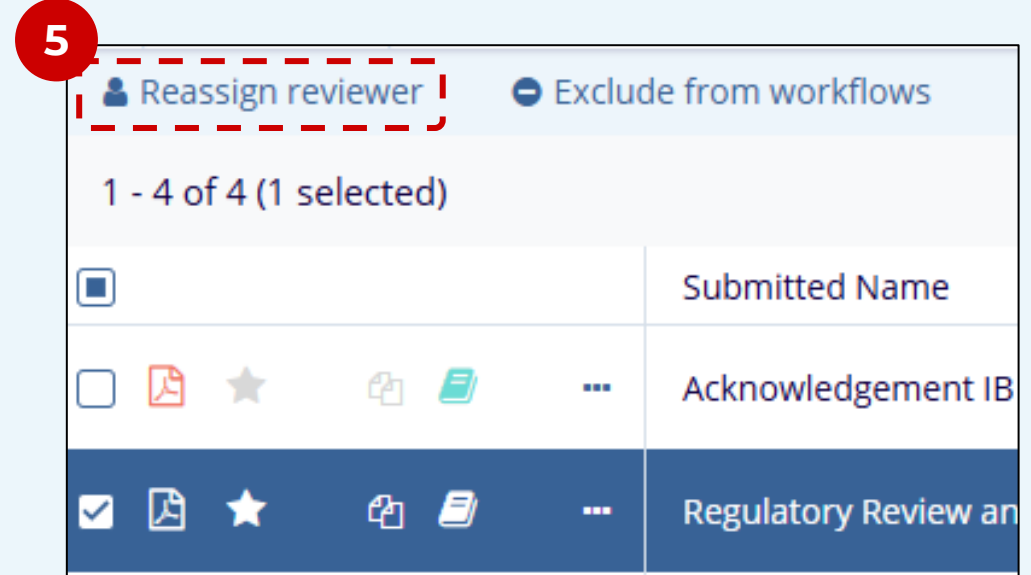 5
Reassign reviewer Exclude from workflows
1 - 4 of 4 (1 selected)
Submitted Name
Acknowledgement IB
Regulatory Review an